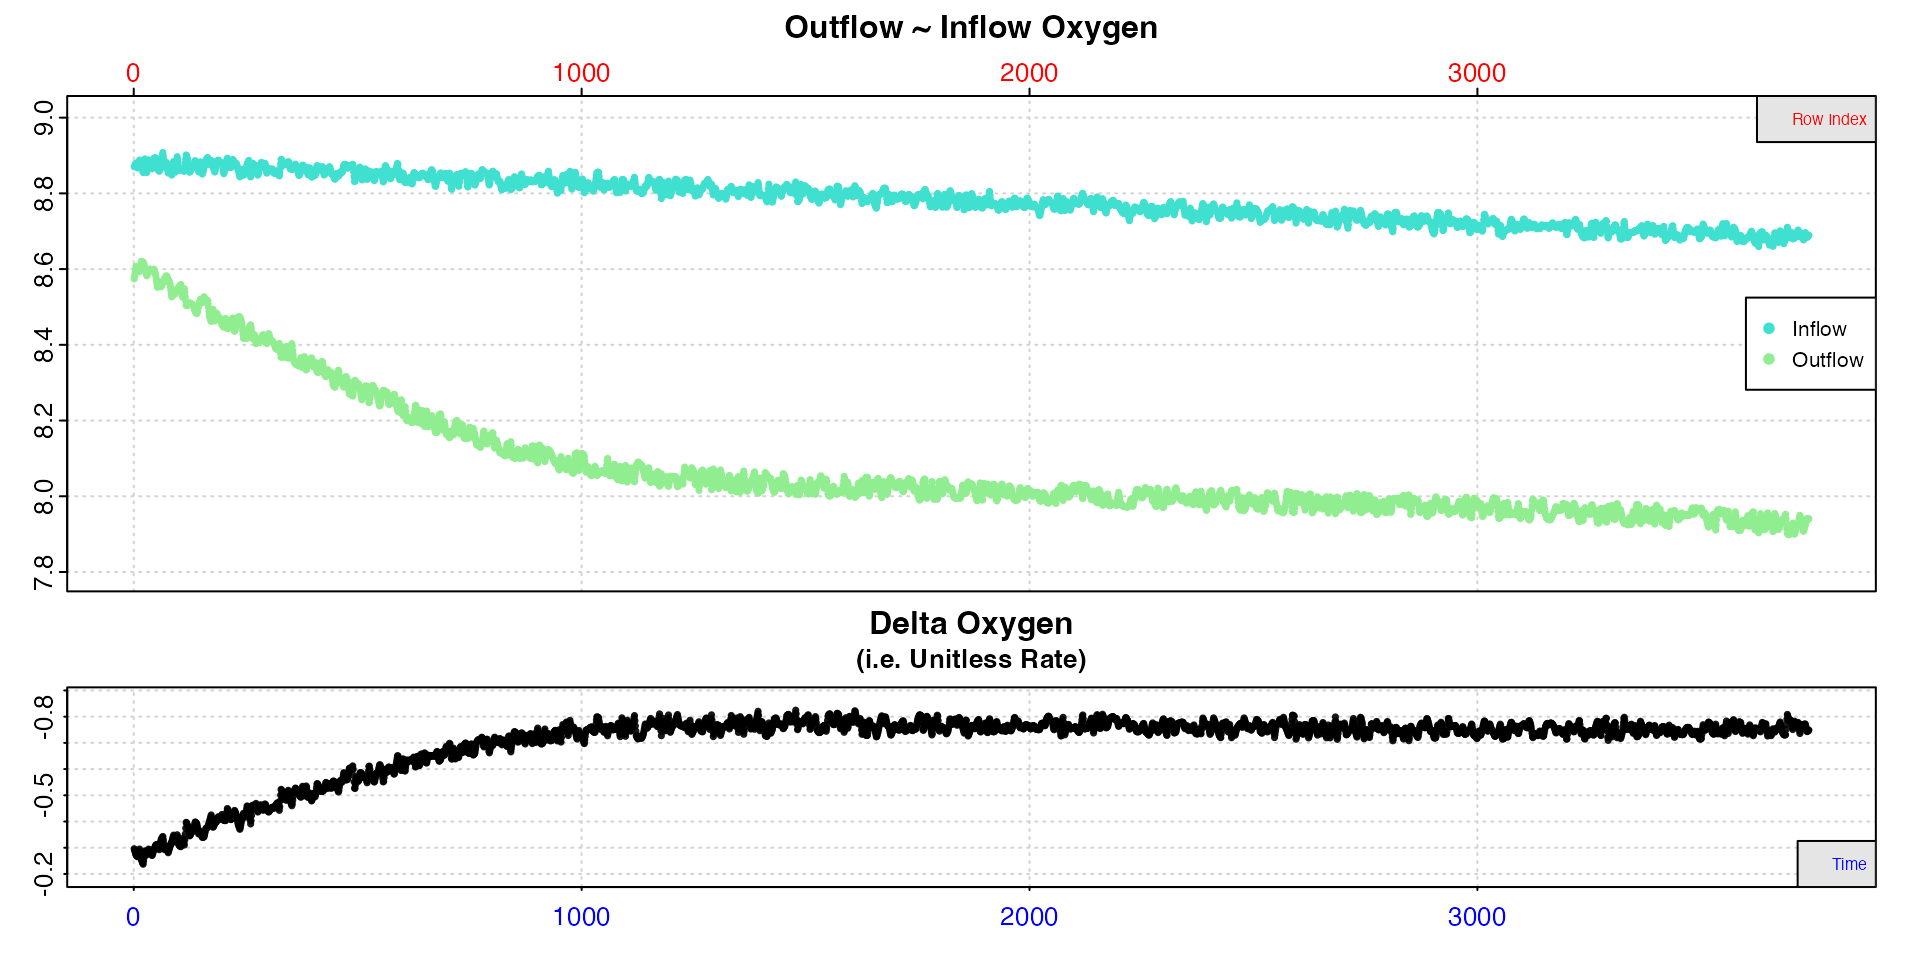 Outflow ~ Inflow Oxygen
0 1000 2000 3000
9.0
Row Index
8.8
8.6
8.4
Inflow
Outflow
8.2
8.0
7.8
Delta Oxygen
(i.e. Unitless Rate)
-0.8
-0.5
-0.2
Time
0 1000 2000 3000